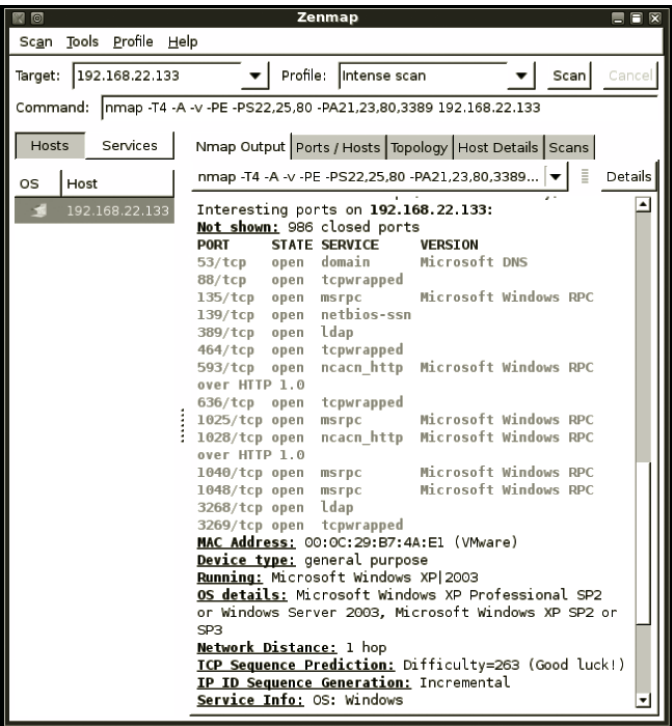 Zenmap
Scan Tools Profile Help
Target: 192.168.22.133 Profile: Intense scan Scan Cancel
Command: nmap -T4 -A -v -PE -PS22,25,80 -PA21,23,80,3389 192.168.22.133
Hosts Services Nmap Output Ports / Hosts Topology Host Details Scans
nmap -T4 -A -v -PE -PS22,25,80 -PA21,23,80,3389... Details
OS Host
192.168.22.133
Interesting ports on 192.168.22.133:
Not shown: 986 closed ports
PORT STATE SERVICE VERSION
53/tcp open domain Microsoft DNS
88/tcp open tcpwrapped
135/tcp open msrpc Microsoft Windows RPC
139/tcp open netbios-ssn
389/tcp open ldap
464/tcp open tcpwrapped
593/tcp open ncacn_http Microsoft Windows RPC
over HTTP 1.0
636/tcp open tcpwrapped
1025/tcp open msrpc Microsoft Windows RPC
1028/tcp open ncacn_http Microsoft Windows RPC
over HTTP 1.0
1040/tcp open msrpc Microsoft Windows RPC
1048/tcp open msrpc Microsoft Windows RPC
3268/tcp open ldap
3269/tcp open tcpwrapped
MAC Address: 00:0C:29:B7:4A:E1 (VMware)
Device type: general purpose
Running: Microsoft Windows XP|2003
OS details: Microsoft Windows XP Professional SP2
or Windows Server 2003, Microsoft Windows XP SP2 or
SP3
Network Distance: 1 hop
TCP Sequence Prediction: Difficulty=263 (Good luck!)
IP ID Sequence Generation: Incremental
Service Info: OS: Windows